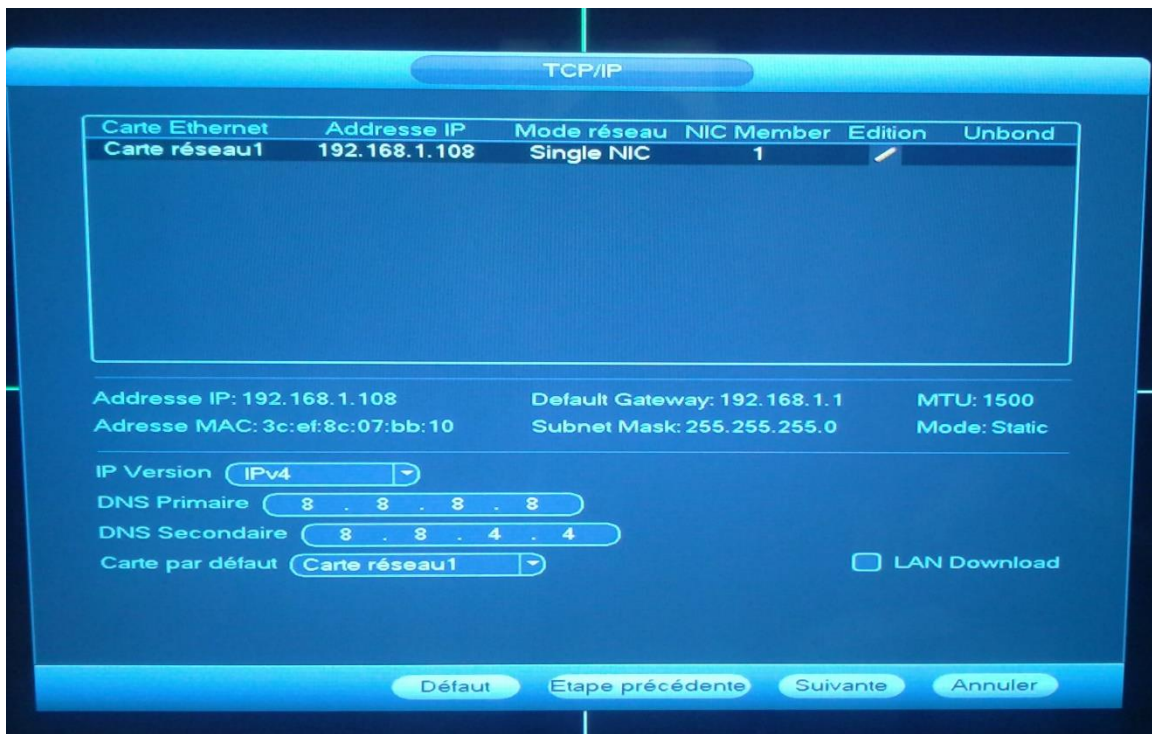 TCP/IP
Carte Ethernet Addresse IP Mode réseau NIC Member Edition Unbond
Carte réseau1 192.168.1.108 Single NIC 1
Addresse IP: 192.168.1.108 Default Gateway: 192.168.1.1 MTU: 1500
Adresse MAC: 3c:ef:8c:07:bb:10 Subnet Mask: 255.255.255.0 Mode: Static
IP Version IPv4
DNS Primaire 8 . 8 . 8 . 8
DNS Secondaire 8 . 8 . 4 . 4
Carte par défaut Carte réseau1 LAN Download
Défaut Etape précédente Suivante Annuler